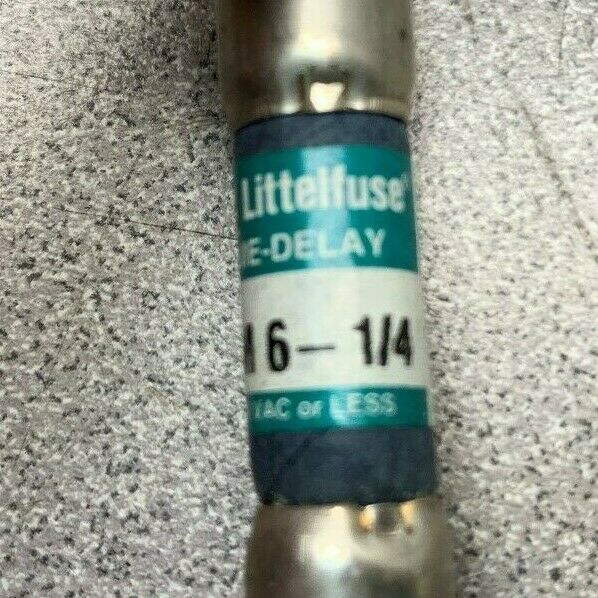 Littelfuse®
E-DELAY
6-1/4
VAC or LESS